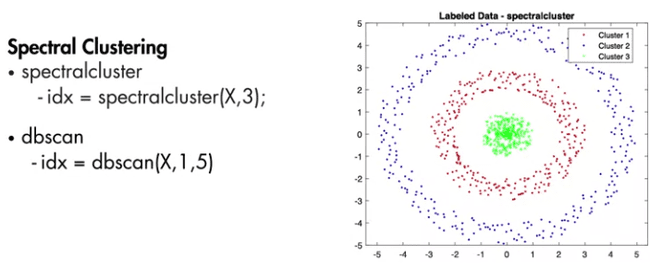 Spectral Clustering
• spectralcluster
- idx = spectralcluster(X,3);
• dbscan
- idx = dbscan(X,1,5)
Labeled Data - spectralcluster
Cluster 1
Cluster 2
Cluster 3
5
4
3
2
1
0
-1
-2
-3
-4
-5
-5 -4 -3 -2 -1 0 1 2 3 4 5